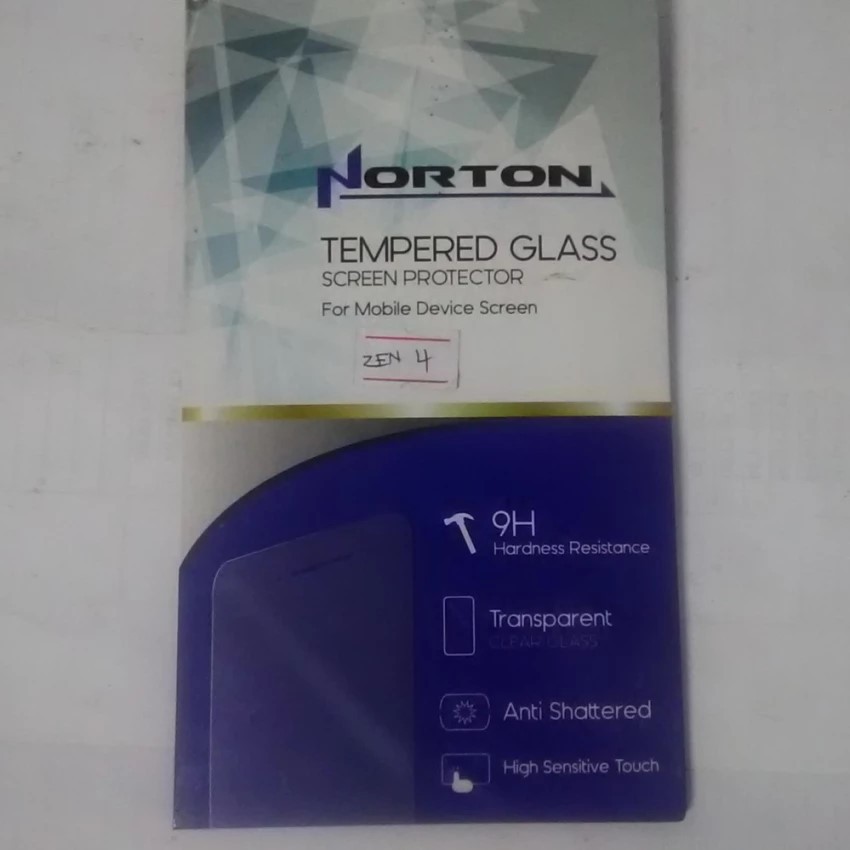 NORTON
TEMPERED GLASS
SCREEN PROTECTOR
For Mobile Device Screen
ZEN 4
9H
Hardness Resistance
Transparent
CLEAR GLASS
Anti Shattered
High Sensitive Touch